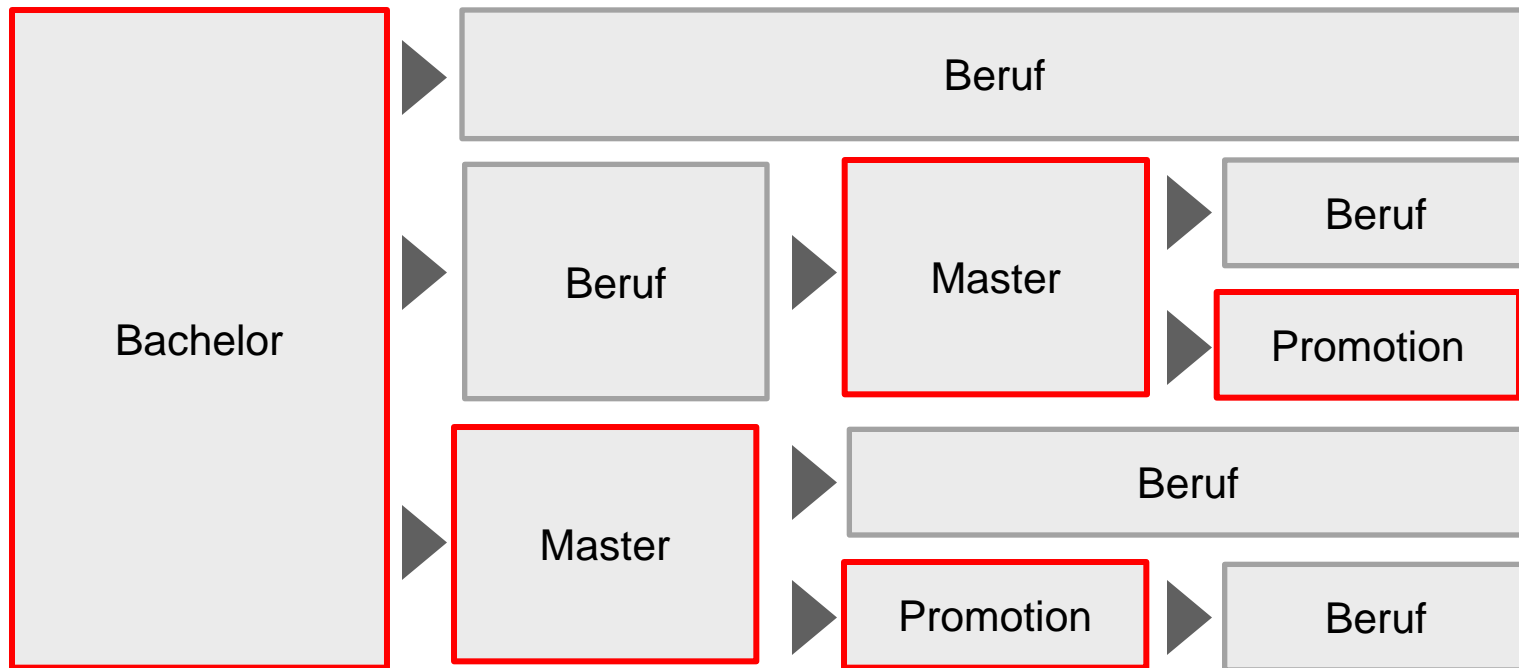 Bachelor
Beruf
Beruf
Master
Beruf
Promotion
Master
Beruf
Promotion
Beruf